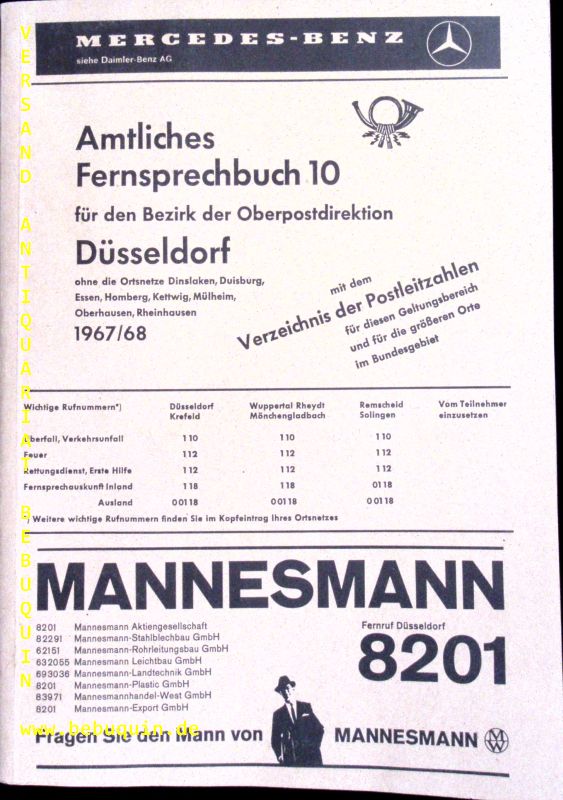 MERCEDES-BENZ
siehe Daimler-Benz AG
Amtliches
Fernsprechbuch 10
für den Bezirk der Oberpostdirektion
Düsseldorf
ohne die Ortsnetze Dinslaken, Duisburg,
Essen, Homberg, Kettwig, Mülheim,
Oberhausen, Rheinhausen
1967/68
mit dem
Verzeichnis der Postleitzahlen
für diesen Geltungsbereich
und für die größeren Orte
im Bundesgebiet
Wichtige Rufnummern*) Düsseldorf Krefeld Wuppertal Rheydt Mönchengladbach Remscheid Solingen Vom Teilnehmer einzusetzen
Überfall, Verkehrsunfall 110 110 110
Feuer 112 112 112
Rettungsdienst, Erste Hilfe 112 112 112
Fernsprechauskunft Inland 118 118 0118
Ausland 00118 00118 00118
*) Weitere wichtige Rufnummern finden Sie im Kopfeintrag Ihres Ortsnetzes
MANNESMANN
8201 Mannesmann Aktiengesellschaft
82291 Mannesmann-Stahlblechbau GmbH
62151 Mannesmann-Rohrleitungsbau GmbH
632055 Mannesmann Leichtbau GmbH
693036 Mannesmann-Landtechnik GmbH
8201 Mannesmann-Plastic GmbH
83971 Mannesmannhandel-West GmbH
8201 Mannesmann-Export GmbH
Fernruf Düsseldorf
8201
Fragen Sie den Mann von MANNESMANN
MW
VERSAND ANTIQUARIAT BEBUQUIN
www.bebuquin.de